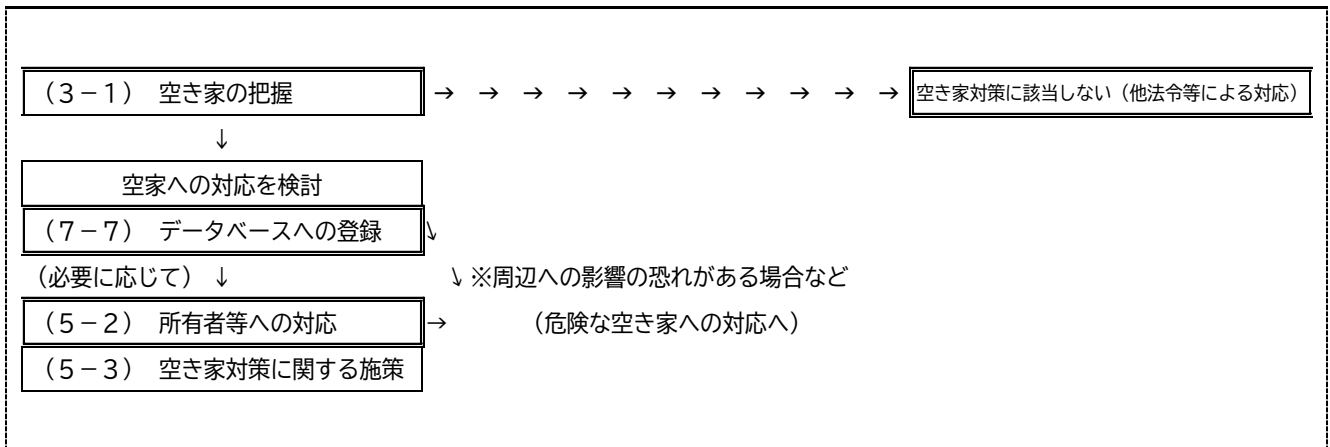 （３－１） 空き家の把握 → → → → → → → → → → → 空き家対策に該当しない（他法令等による対応）
↓
空家への対応を検討
（７－７） データベースへの登録 ↘
（必要に応じて） ↓ ↘ ※周辺への影響の恐れがある場合など
（５－２） 所有者等への対応 → （危険な空き家への対応へ）
（５－３） 空き家対策に関する施策